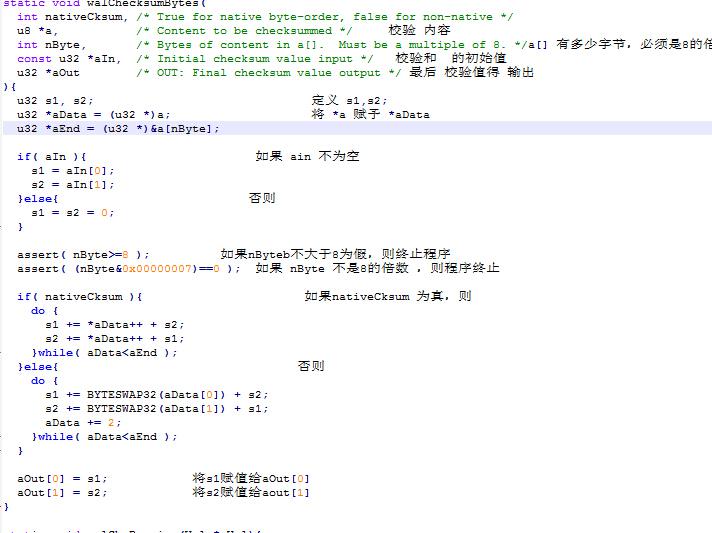 static void walChecksumBytes(
int nativeCksum, /* True for native byte-order, false for non-native */
u8 *a, /* Content to be checksummed */ 校验 内容
int nByte, /* Bytes of content in a[]. Must be a multiple of 8. */a[] 有多少字节，必须是8的倍
const u32 *aIn, /* Initial checksum value input */ 校验和 的初始值
u32 *aOut /* OUT: Final checksum value output */ 最后 校验值得 输出
){
u32 s1, s2; 定义 s1,s2;
u32 *aData = (u32 *)a; 将 *a 赋予 *aData
u32 *aEnd = (u32 *)&a[nByte];
if( aIn ){ 如果 ain 不为空
s1 = aIn[0];
s2 = aIn[1];
}else{ 否则
s1 = s2 = 0;
}
assert( nByte>=8 ); 如果nByteb不大于8为假，则终止程序
assert( (nByte&0x00000007)==0 ); 如果 nByte 不是8的倍数 ，则程序终止
if( nativeCksum ){ 如果nativeCksum 为真，则
do {
s1 += *aData++ + s2;
s2 += *aData++ + s1;
}while( aData<aEnd );
}else{ 否则
do {
s1 += BYTESWAP32(aData[0]) + s2;
s2 += BYTESWAP32(aData[1]) + s1;
aData += 2;
}while( aData<aEnd );
}
aOut[0] = s1; 将s1赋值给aOut[0]
aOut[1] = s2; 将s2赋值给aout[1]
}